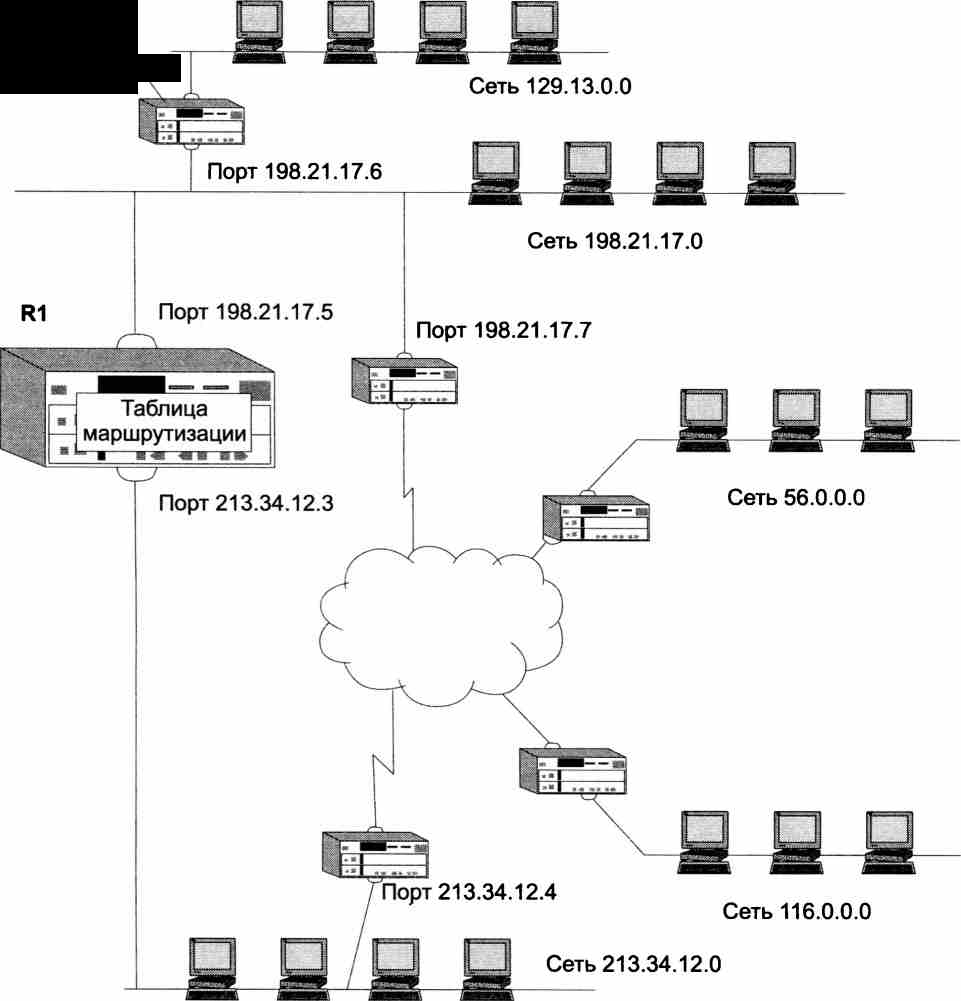 Сеть 129.13.0.0
Порт 198.21.17.6
Сеть 198.21.17.0
R1
Порт 198.21.17.5
Порт 198.21.17.7
Таблица
маршрутизации
Порт 213.34.12.3
Сеть 56.0.0.0
Порт 213.34.12.4
Сеть 116.0.0.0
Сеть 213.34.12.0